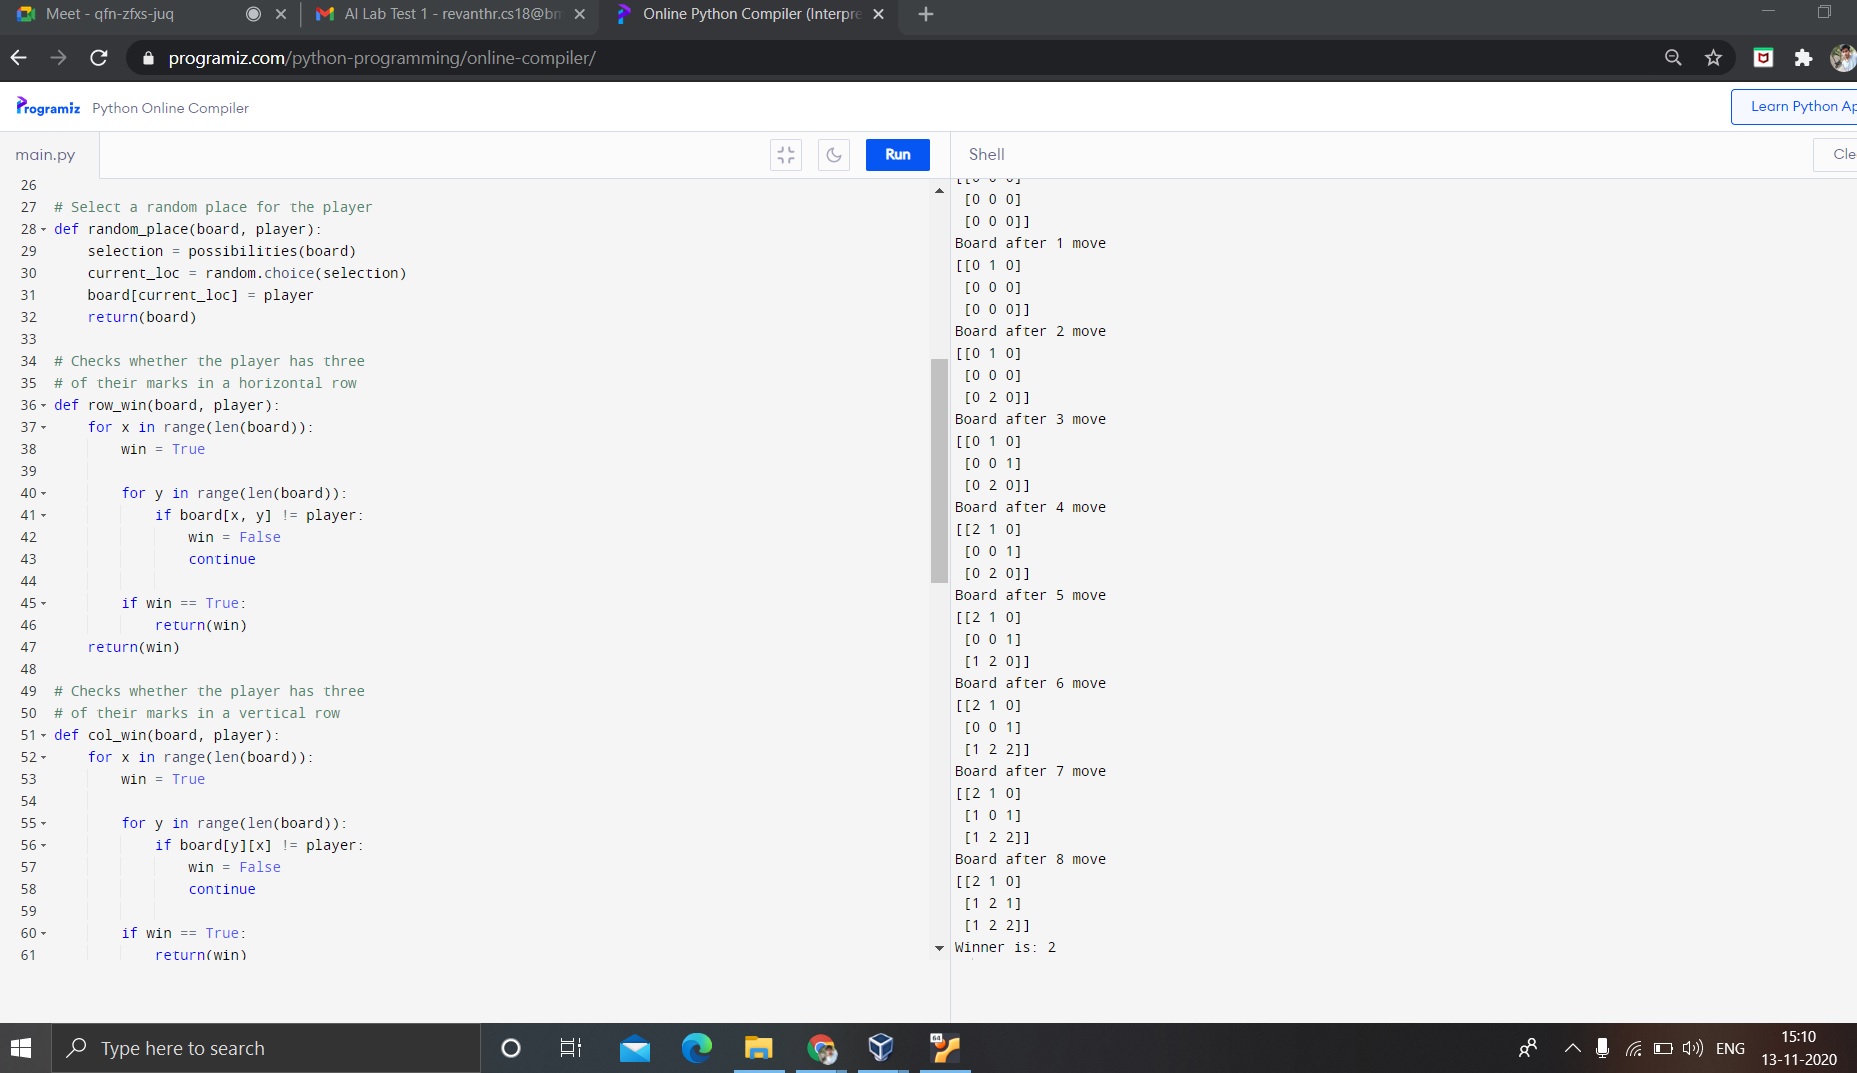 Meet - qfn-zfxs-juq
AI Lab Test 1 - revanthr.cs18@bm
Online Python Compiler (Interpre
programiz.com/python-programming/online-compiler/
Programiz Python Online Compiler
Learn Python Ap
main.py
Run
Shell
Cle
26
27 # Select a random place for the player
28 def random_place(board, player):
29 selection = possibilities(board)
30 current_loc = random.choice(selection)
31 board[current_loc] = player
32 return(board)
33
34 # Checks whether the player has three
35 # of their marks in a horizontal row
36 def row_win(board, player):
37 for x in range(len(board)):
38 win = True
39
40 for y in range(len(board)):
41 if board[x, y] != player:
42 win = False
43 continue
44
45 if win == True:
46 return(win)
47 return(win)
48
49 # Checks whether the player has three
50 # of their marks in a vertical row
51 def col_win(board, player):
52 for x in range(len(board)):
53 win = True
54
55 for y in range(len(board)):
56 if board[y][x] != player:
57 win = False
58 continue
59
60 if win == True:
61 return(win)
[[0 0 0]
[0 0 0]
[0 0 0]]
Board after 1 move
[[0 1 0]
[0 0 0]
[0 0 0]]
Board after 2 move
[[0 1 0]
[0 0 0]
[0 2 0]]
Board after 3 move
[[0 1 0]
[0 0 1]
[0 2 0]]
Board after 4 move
[[2 1 0]
[0 0 1]
[0 2 0]]
Board after 5 move
[[2 1 0]
[0 0 1]
[1 2 0]]
Board after 6 move
[[2 1 0]
[0 0 1]
[1 2 2]]
Board after 7 move
[[2 1 0]
[1 0 1]
[1 2 2]]
Board after 8 move
[[2 1 0]
[1 2 1]
[1 2 2]]
Winner is: 2
Type here to search
64
ENG
15:10
13-11-2020